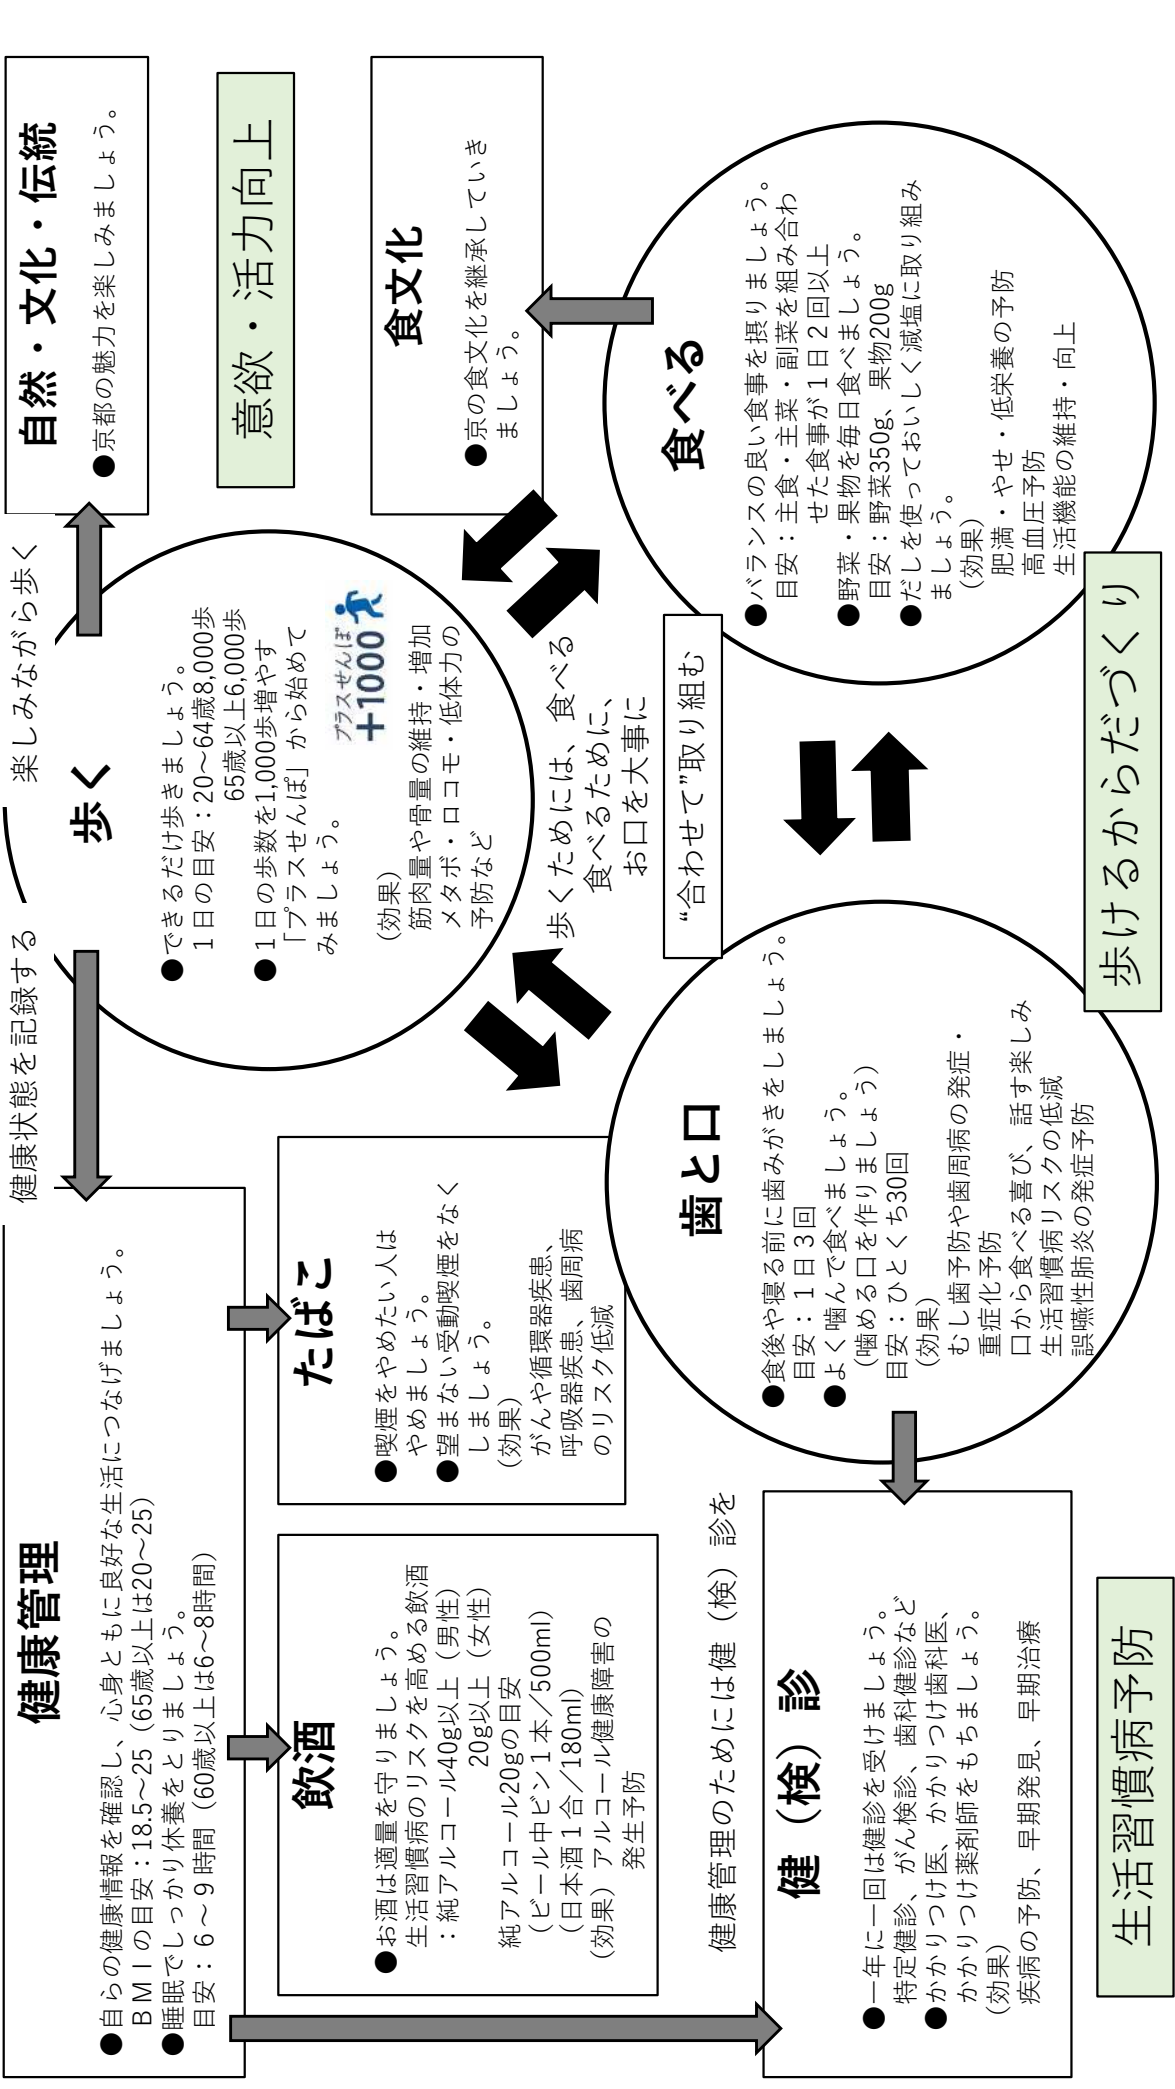 健康管理
●自らの健康情報を確認し、心身ともに良好な生活につなげましょう。
BMIの目安：18.5～25（65歳以上は20～25）
●睡眠でしっかり休養をとりましょう。
目安：６～９時間（60歳以上は6～8時間）
健康状態を記録する
楽しみながら歩く
歩く
●できるだけ歩きましょう。
１日の目安：20～64歳8,000歩
65歳以上6,000歩
●１日の歩数を1,000歩増やす
「プラスせんぽ」から始めて
みましょう。
プラスせんぽ
+1000
（効果）
筋肉量や骨量の維持・増加
メタボ・ロコモ・低体力の
予防など
自然・文化・伝統
●京都の魅力を楽しみましょう。
意欲・活力向上
飲酒
●お酒は適量を守りましょう。
生活習慣病のリスクを高める飲酒
：純アルコール40g以上（男性）
20g以上（女性）
純アルコール20gの目安
（ビール中ビン１本／500ml）
（日本酒１合／180ml）
（効果）アルコール健康障害の
発生予防
たばこ
●喫煙をやめたい人は
やめましょう。
●望まない受動喫煙をなく
しましょう。
（効果）
がんや循環器疾患、
呼吸器疾患、歯周病
のリスク低減
食文化
●京の食文化を継承していき
ましょう。
歩くためには、食べる
食べるために、
お口を大事に
“合わせて”取り組む
健康管理のためには健（検）診を
健（検）診
●一年に一回は健診を受けましょう。
特定健診、がん検診、歯科健診など
●かかりつけ医、かかりつけ歯科医、
かかりつけ薬剤師をもちましょう。
（効果）
疾病の予防、早期発見、早期治療
歯と口
●食後や寝る前に歯みがきをしましょう。
目安：１日３回
●よく噛んで食べましょう。
（噛める口を作りましょう）
目安：ひとくち30回
（効果）
むし歯予防や歯周病の発症・
重症化予防
口から食べる喜び、話す楽しみ
生活習慣病リスクの低減
誤嚥性肺炎の発症予防
食べる
●バランスの良い食事を摂りましょう。
目安：主食・主菜・副菜を組み合わ
せた食事が１日２回以上
●野菜・果物を毎日食べましょう。
目安：野菜350g、果物200g
●だしを使っておいしく減塩に取り組み
ましょう。
（効果）
肥満・やせ・低栄養の予防
高血圧予防
生活機能の維持・向上
生活習慣病予防
歩けるからだづくり